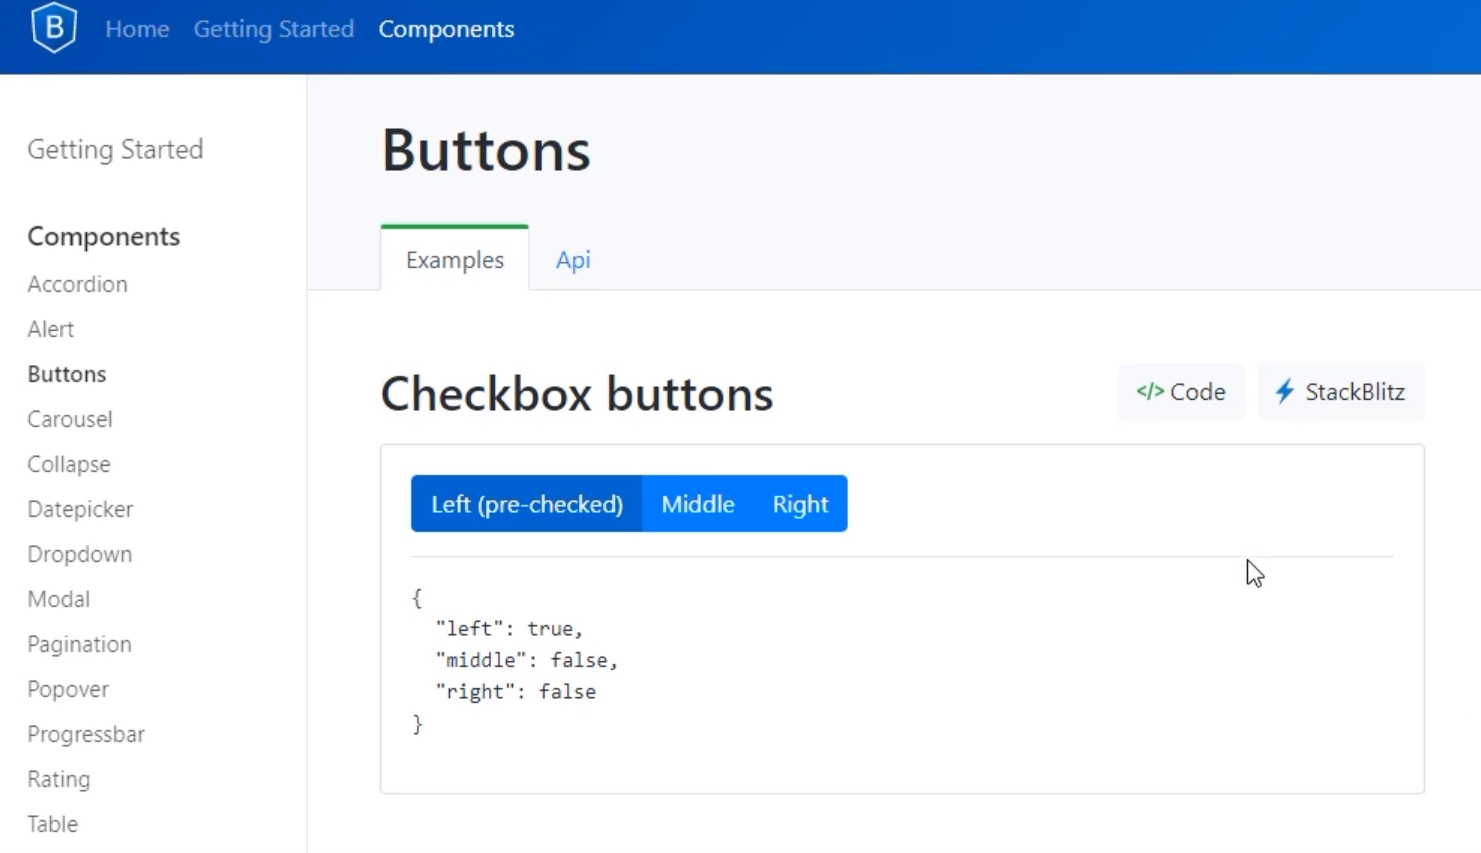 B Home Getting Started Components
Getting Started
Components
Accordion
Alert
Buttons
Carousel
Collapse
Datepicker
Dropdown
Modal
Pagination
Popover
Progressbar
Rating
Table
Buttons
Examples Api
Checkbox buttons
</> Code StackBlitz
Left (pre-checked) Middle Right
{
"left": true,
"middle": false,
"right": false
}